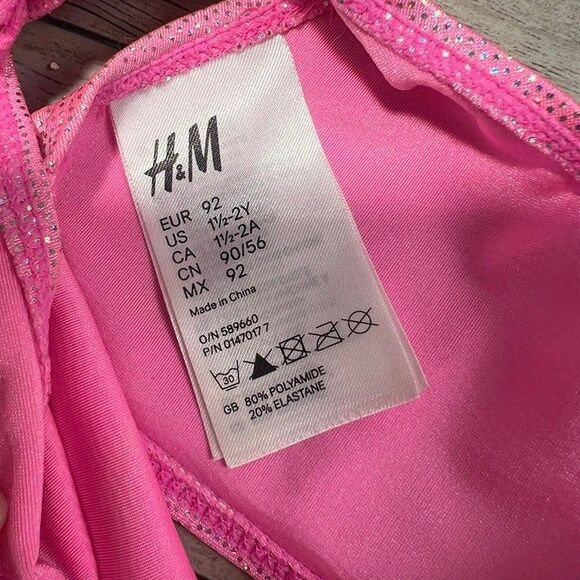 H&M
EUR 92
US 1½-2Y
CA 1½-2A
CN 90/56
MX 92
Made in China
O/N 589660
P/N 0147017 7
30
GB 80% POLYAMIDE
20% ELASTANE